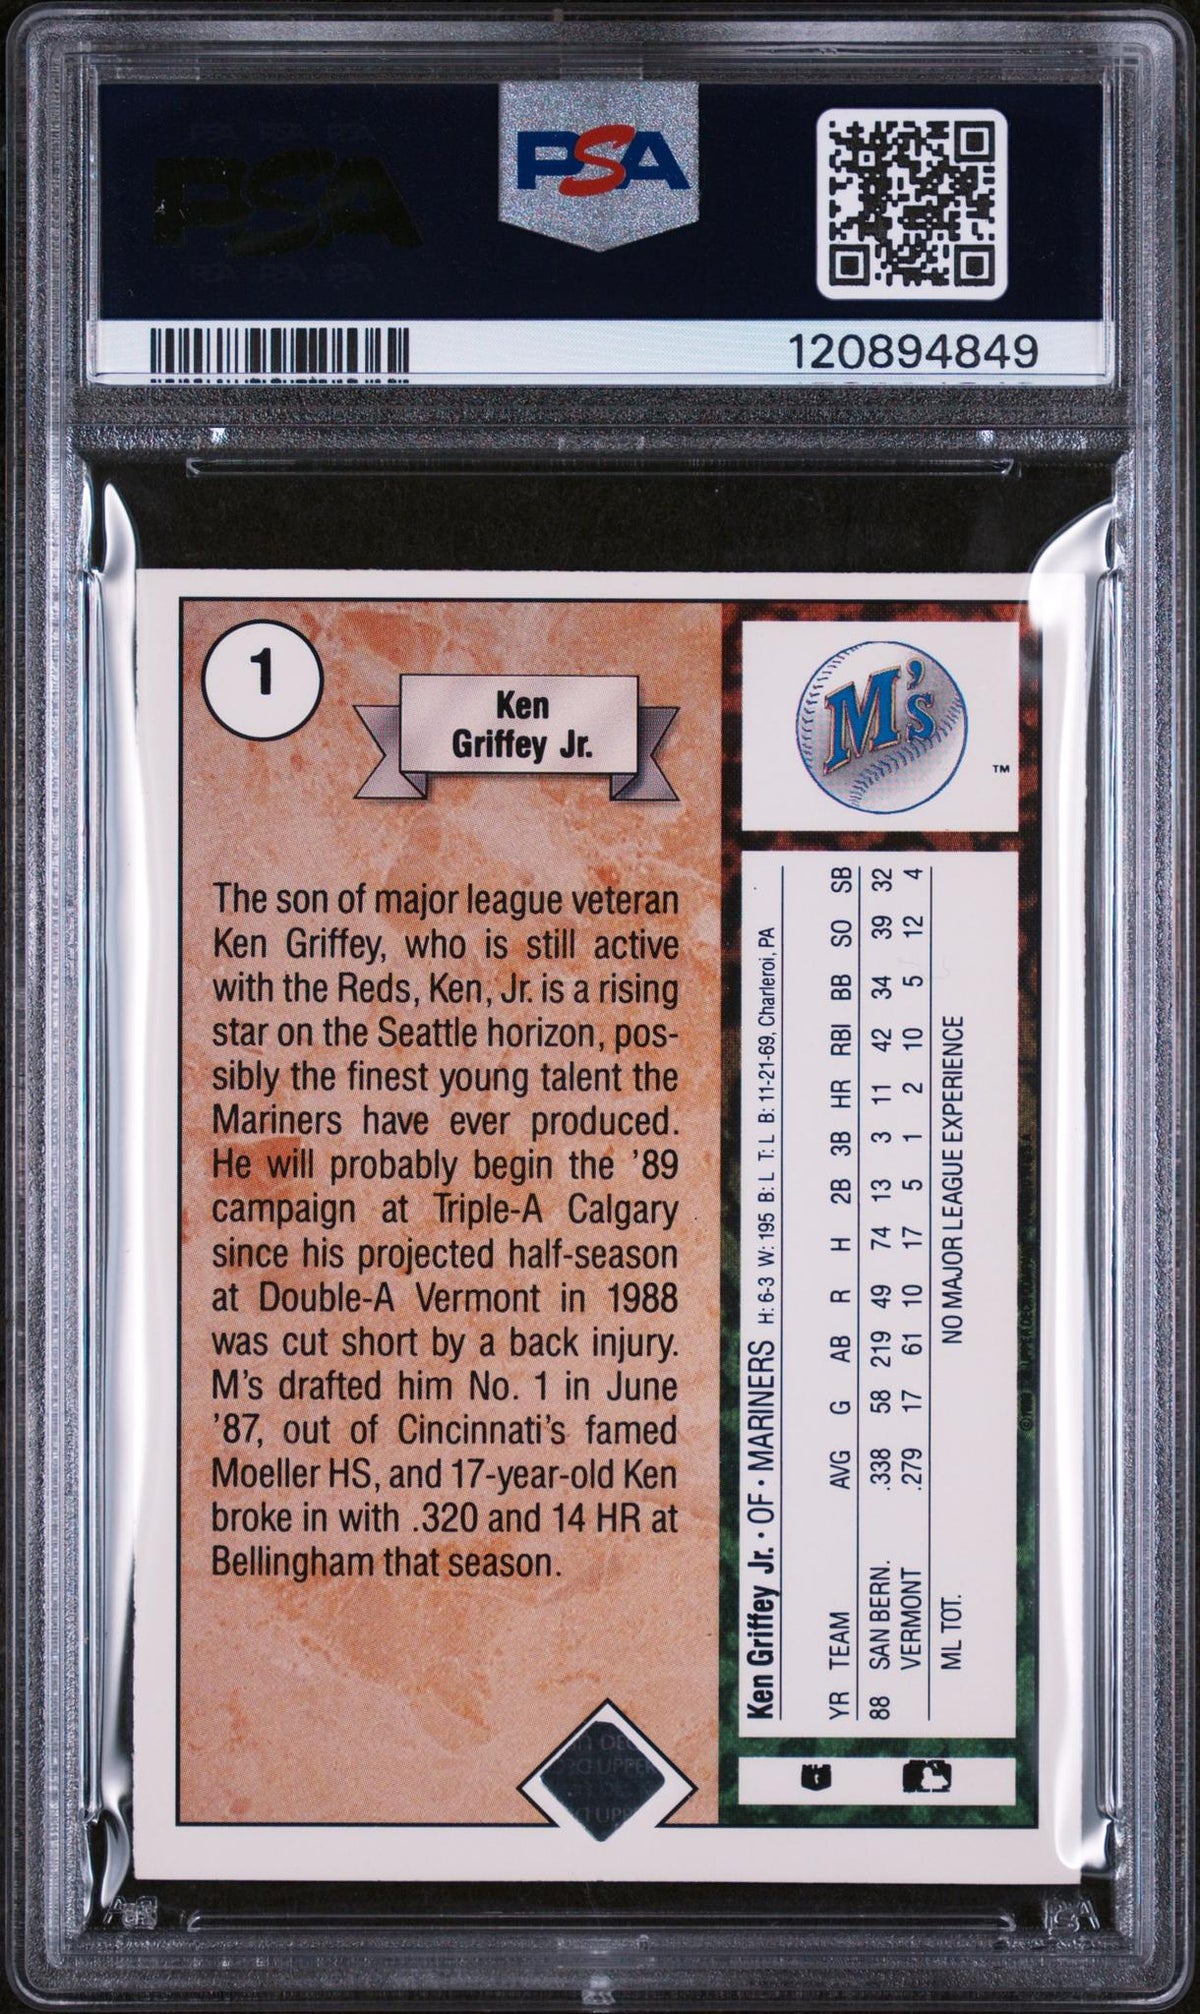 PSA
120894849
1
Ken
Griffey Jr.
The son of major league veteran
Ken Griffey, who is still active
with the Reds, Ken, Jr. is a rising
star on the Seattle horizon, pos-
sibly the finest young talent the
Mariners have ever produced.
He will probably begin the '89
campaign at Triple-A Calgary
since his projected half-season
at Double-A Vermont in 1988
was cut short by a back injury.
M's drafted him No. 1 in June
'87, out of Cincinnati's famed
Moeller HS, and 17-year-old Ken
broke in with .320 and 14 HR at
Bellingham that season.
M's
TM
Ken Griffey Jr. • OF • MARINERS H: 6-3 W: 195 B: L T: L B: 11-21-69, Charleroi, PA
YR TEAM AVG G AB R H 2B 3B HR RBI BB SO SB
88 SAN BERN. .338 58 219 49 74 13 3 11 42 34 39 32
VERMONT .279 17 61 10 17 5 1 2 10 5 12 4
ML TOT. NO MAJOR LEAGUE EXPERIENCE
PSA